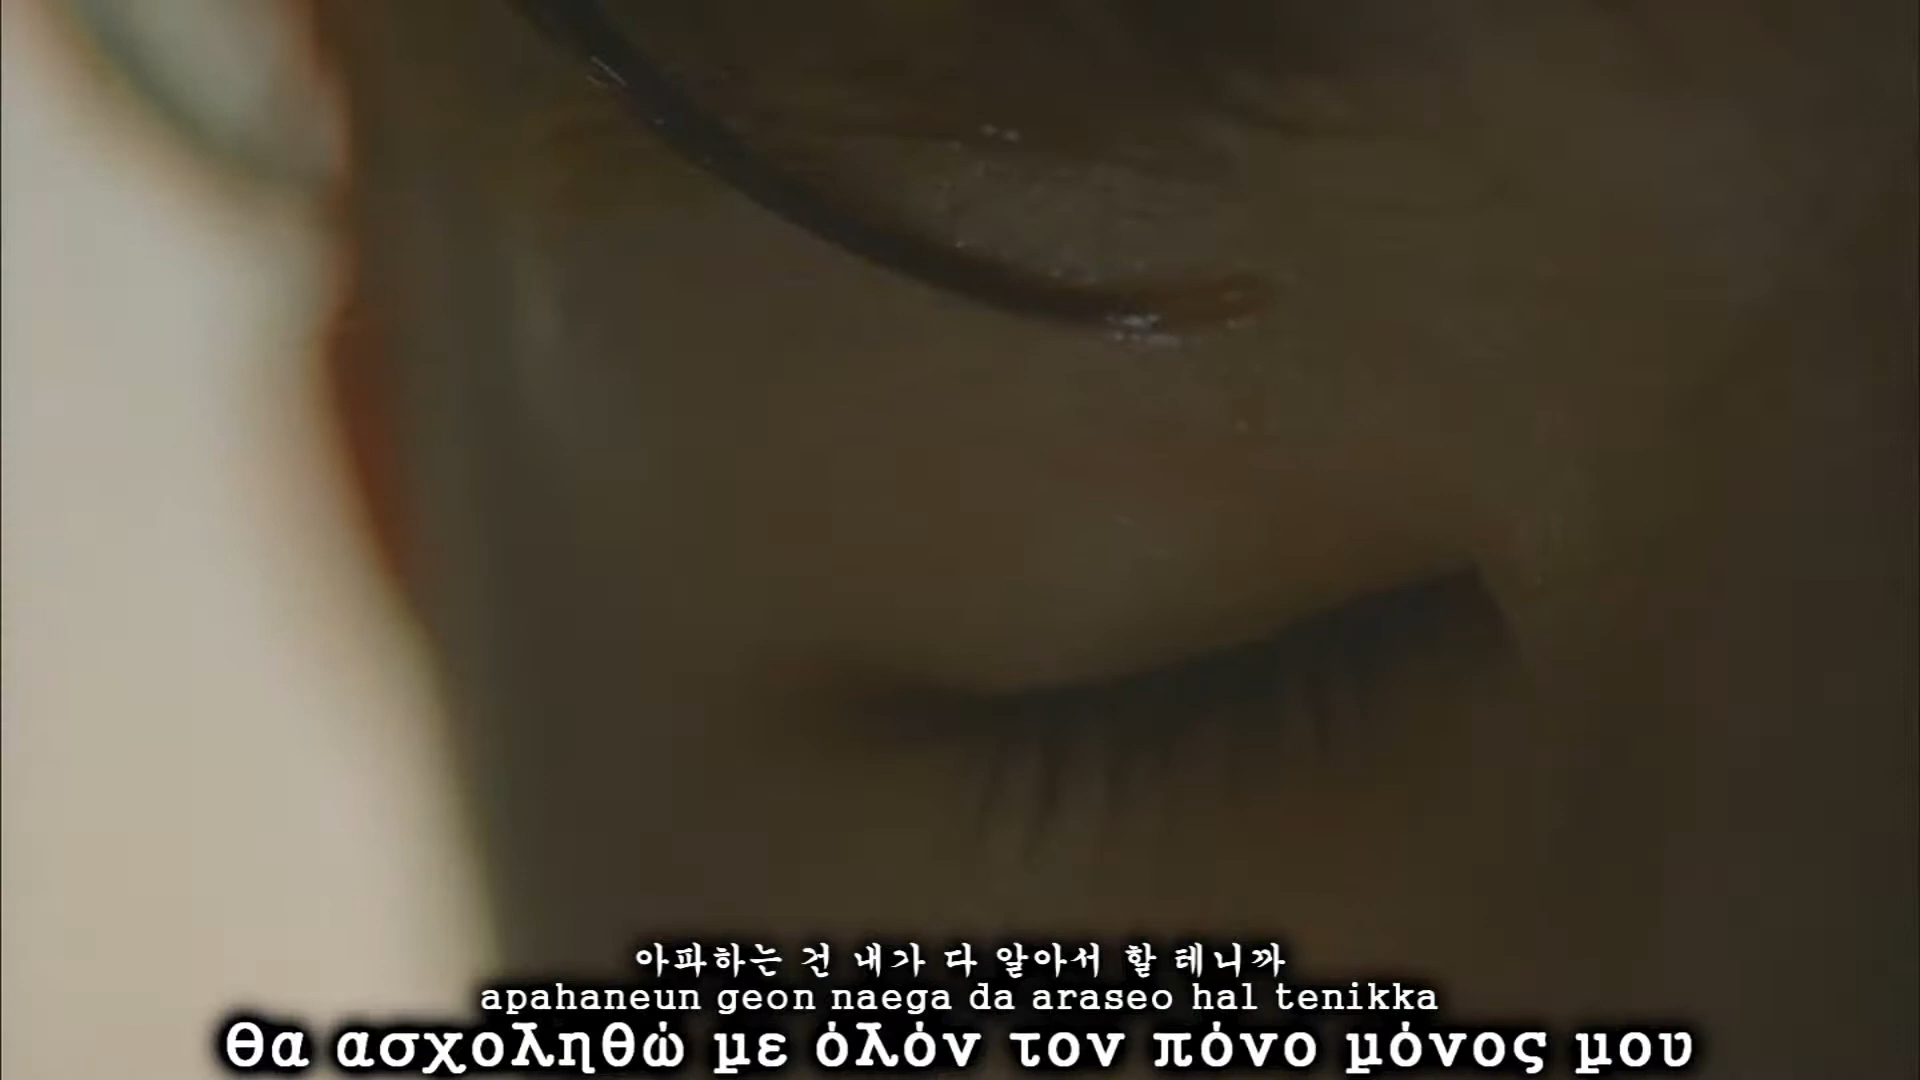 아파하는 건 내가 다 알아서 할 테니까
apahaneun geon naega da araseo hal tenikka
θα ασχοληθώ με όλόν τον πόνο μόνος μου